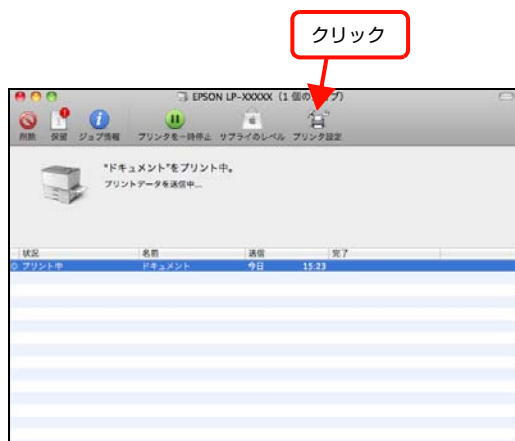 クリック
EPSON LP-XXXXX（1 個のジョブ）
削除 保留 ジョブ情報 プリンタを一時停止 サプライのレベル プリンタ設定
"ドキュメント"をプリント中。
プリントデータを送信中...
状況 名前 送信 完了
プリント中 ドキュメント 今日 15:23